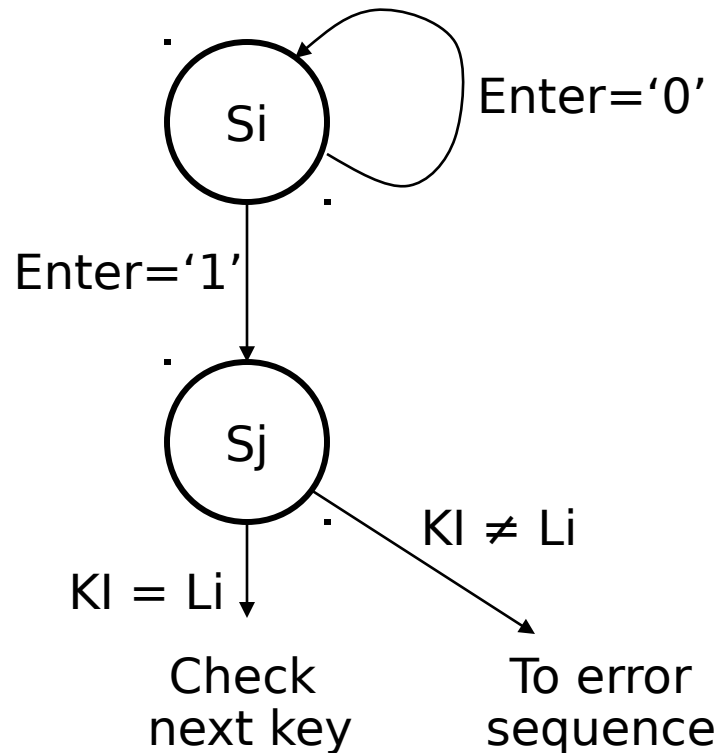 Si
Enter=‘0’
Enter=‘1’
Sj
KI ≠ Li
KI = Li
Check
next key
To error
sequence